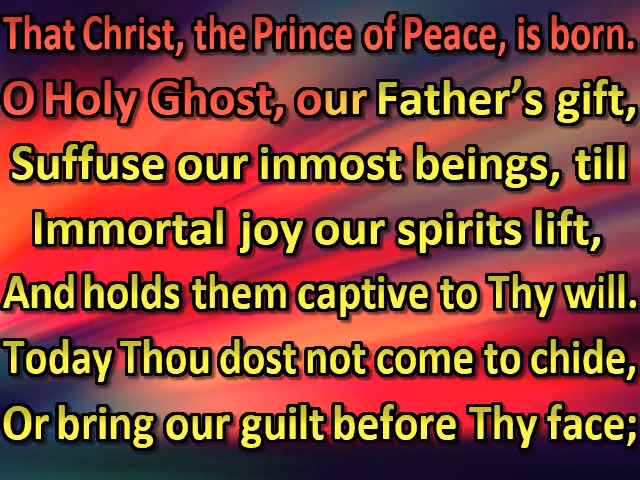 That Christ, the Prince of Peace, is born.
O Holy Ghost, our Father’s gift,
Suffuse our inmost beings, till
Immortal joy our spirits lift,
And holds them captive to Thy will.
Today Thou dost not come to chide,
Or bring our guilt before Thy face;